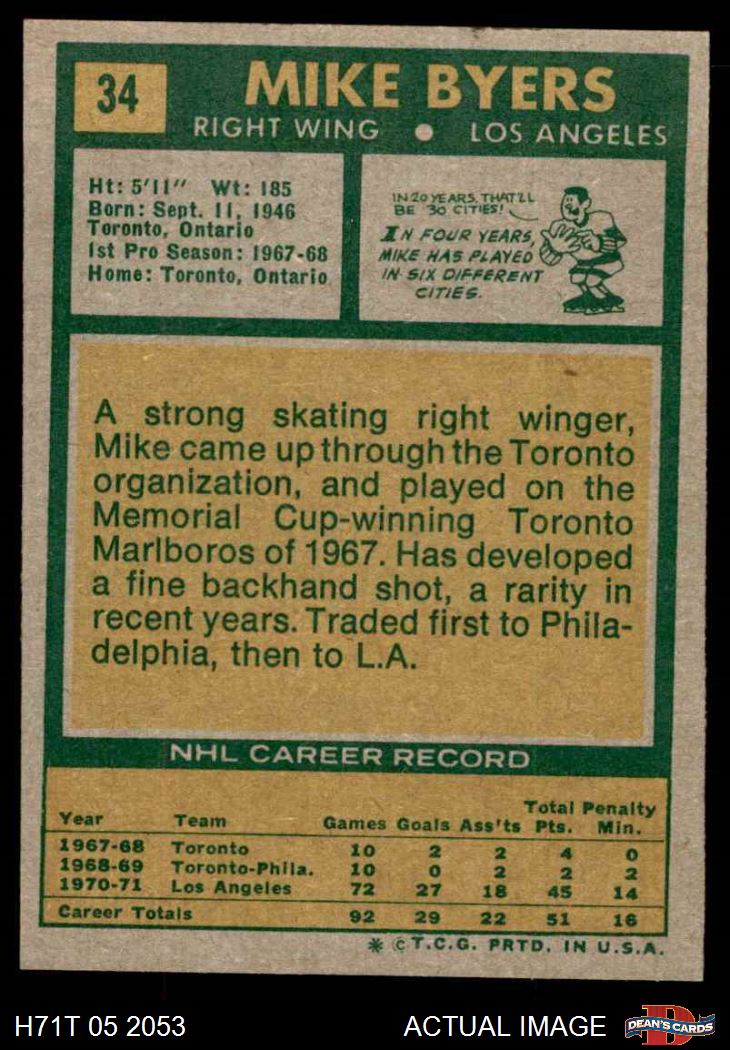 34
MIKE BYERS
RIGHT WING ● LOS ANGELES
Ht: 5'11" Wt: 185
Born: Sept. 11, 1946
Toronto, Ontario
1st Pro Season: 1967-68
Home: Toronto, Ontario
IN 20 YEARS, THAT'LL
BE 30 CITIES!
IN FOUR YEARS,
MIKE HAS PLAYED
IN SIX DIFFERENT
CITIES.
A strong skating right winger,
Mike came up through the Toronto
organization, and played on the
Memorial Cup-winning Toronto
Marlboros of 1967. Has developed
a fine backhand shot, a rarity in
recent years. Traded first to Phila-
delphia, then to L.A.
NHL CAREER RECORD
Year Team Games Goals Ass'ts Total Pts. Penalty Min.
1967-68 Toronto 10 2 2 4 0
1968-69 Toronto-Phila. 10 0 2 2 2
1970-71 Los Angeles 72 27 18 45 14
Career Totals 92 29 22 51 16
* © T.C.G. PRTD. IN U.S.A.
H71T 05 2053 ACTUAL IMAGE
D
DEAN'S CARDS